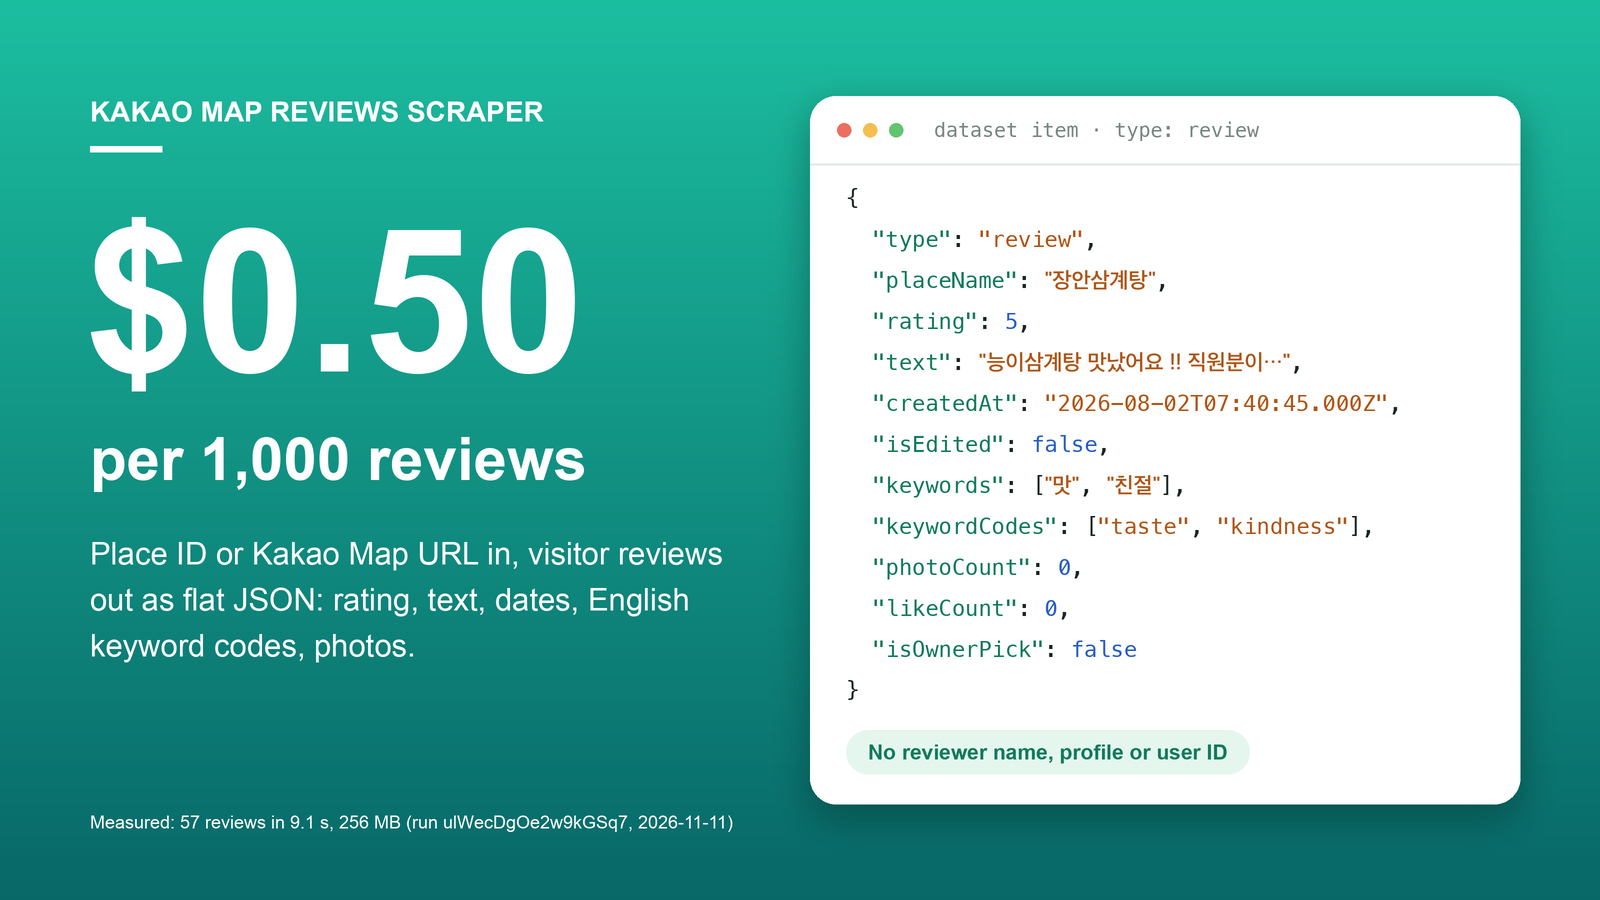 KAKAO MAP REVIEWS SCRAPER
$0.50
per 1,000 reviews
Place ID or Kakao Map URL in, visitor reviews
out as flat JSON: rating, text, dates, English
keyword codes, photos.
Measured: 57 reviews in 9.1 s, 256 MB (run ulWecDgOe2w9kGSq7, 2026-11-11)
dataset item · type: review
{
"type": "review",
"placeName": "장안삼계탕",
"rating": 5,
"text": "능이삼계탕 맛났어요 !! 직원분이…",
"createdAt": "2026-08-02T07:40:45.000Z",
"isEdited": false,
"keywords": ["맛", "친절"],
"keywordCodes": ["taste", "kindness"],
"photoCount": 0,
"likeCount": 0,
"isOwnerPick": false
}
No reviewer name, profile or user ID